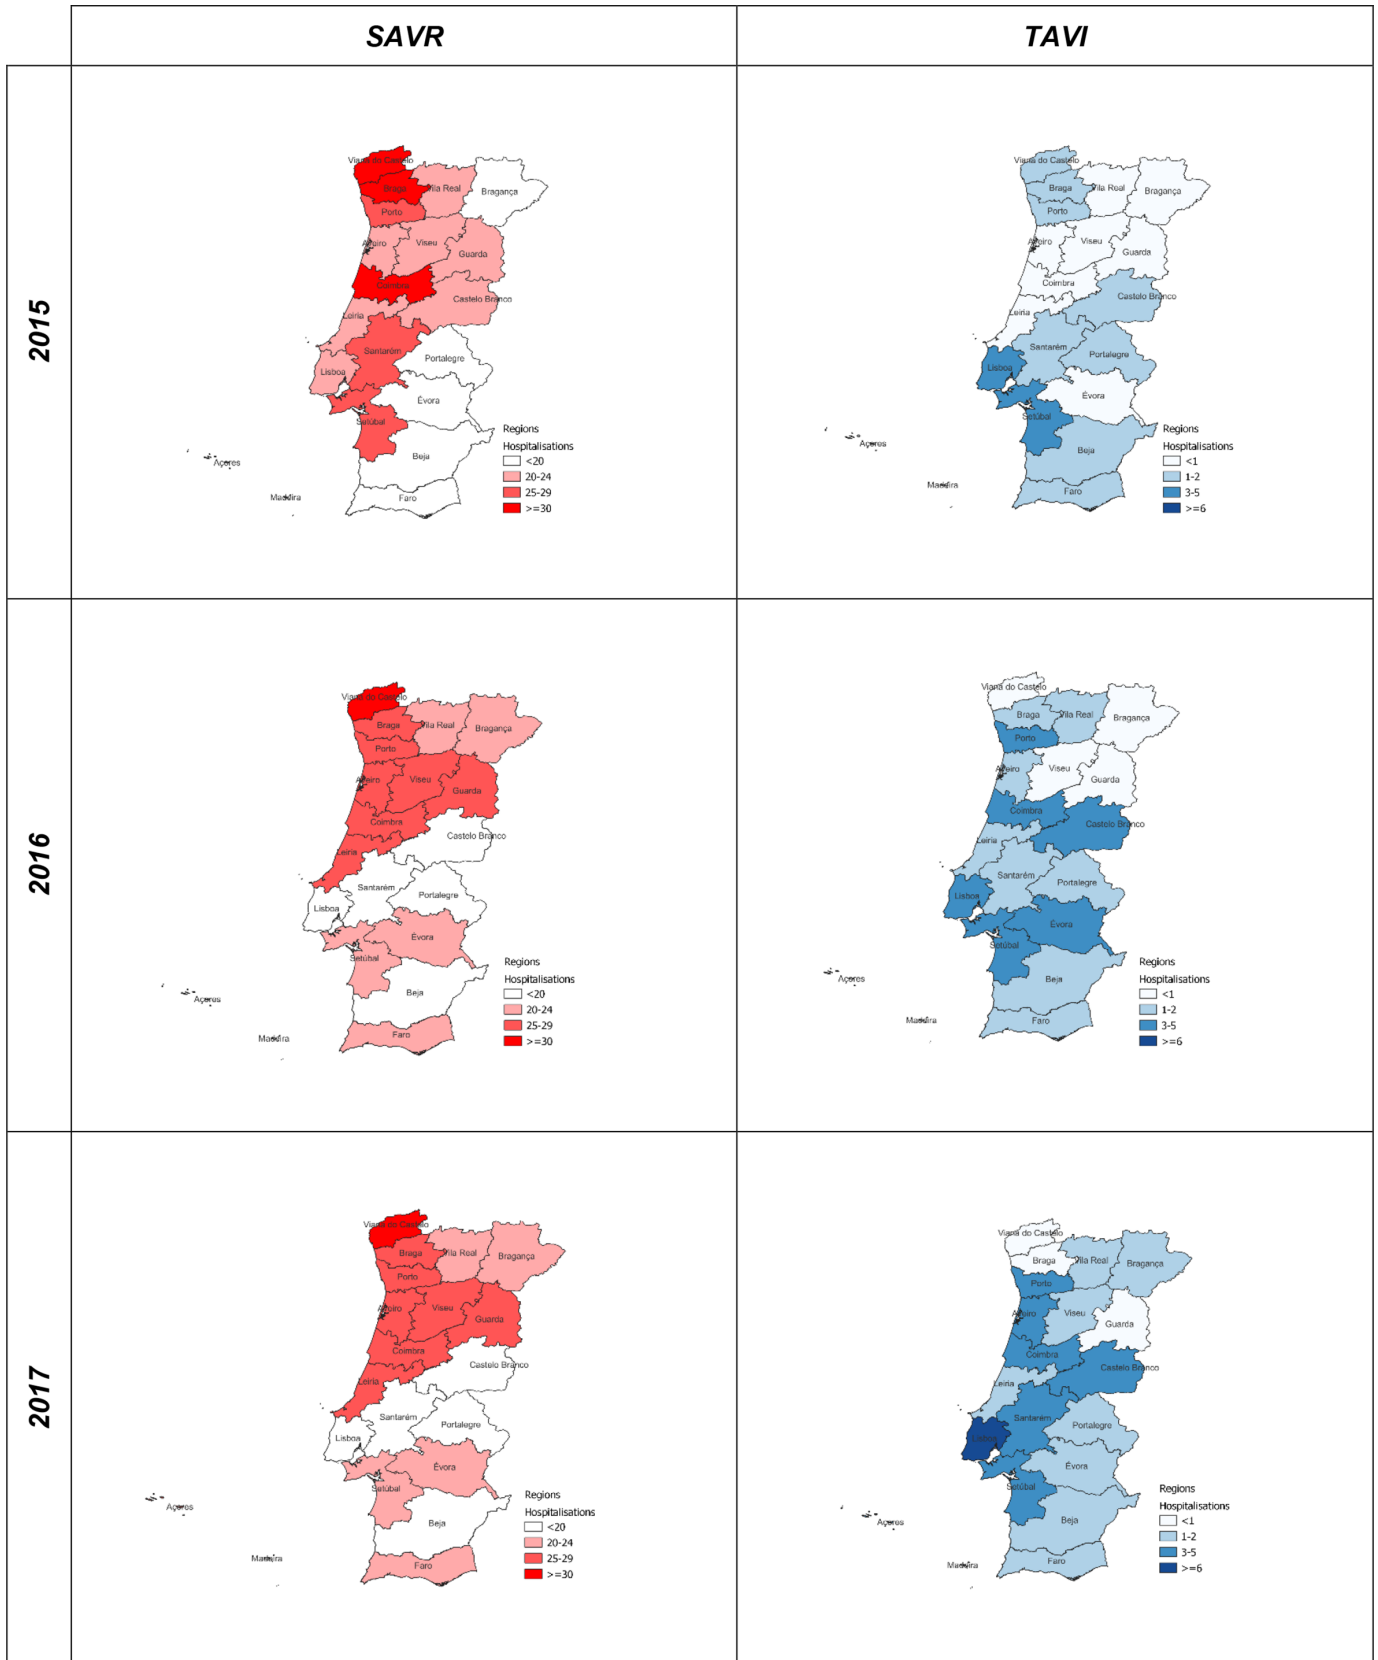 SAVR
TAVI
2015
Viana do Castelo
Braga
Vila Real
Bragança
Porto
Aveiro
Viseu
Guarda
Coimbra
Castelo Branco
Leiria
Santarém
Portalegre
Lisboa
Évora
Setúbal
Beja
Faro
Açores
Madeira
Regions
Hospitalisations
<20
20-24
25-29
>=30
Viana do Castelo
Braga
Vila Real
Bragança
Porto
Aveiro
Viseu
Guarda
Coimbra
Castelo Branco
Leiria
Santarém
Portalegre
Lisboa
Évora
Setúbal
Beja
Faro
Açores
Madeira
Regions
Hospitalisations
<1
1-2
3-5
>=6
2016
Viana do Castelo
Braga
Vila Real
Bragança
Porto
Aveiro
Viseu
Guarda
Coimbra
Castelo Branco
Leiria
Santarém
Portalegre
Lisboa
Évora
Setúbal
Beja
Faro
Açores
Madeira
Regions
Hospitalisations
<20
20-24
25-29
>=30
Viana do Castelo
Braga
Vila Real
Bragança
Porto
Aveiro
Viseu
Guarda
Coimbra
Castelo Branco
Leiria
Santarém
Portalegre
Lisboa
Évora
Setúbal
Beja
Faro
Açores
Madeira
Regions
Hospitalisations
<1
1-2
3-5
>=6
2017
Viana do Castelo
Braga
Vila Real
Bragança
Porto
Aveiro
Viseu
Guarda
Coimbra
Castelo Branco
Leiria
Santarém
Portalegre
Lisboa
Évora
Setúbal
Beja
Faro
Açores
Madeira
Regions
Hospitalisations
<20
20-24
25-29
>=30
Viana do Castelo
Braga
Vila Real
Bragança
Porto
Aveiro
Viseu
Guarda
Coimbra
Castelo Branco
Leiria
Santarém
Portalegre
Lisboa
Évora
Setúbal
Beja
Faro
Açores
Madeira
Regions
Hospitalisations
<1
1-2
3-5
>=6